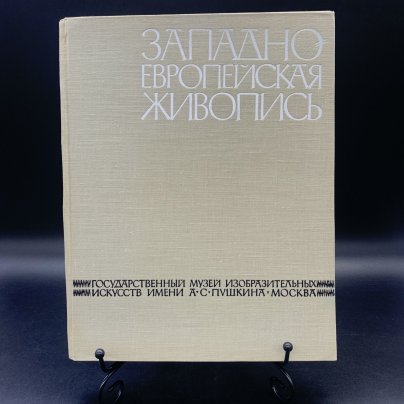 ЗАПАДНО
ЕВРОПЕЙСКАЯ
ЖИВОПИСЬ
ГОСУДАРСТВЕННЫЙ МУЗЕЙ ИЗОБРАЗИТЕЛЬНЫХ
ИСКУССТВ ИМЕНИ А·С·ПУШКИНА·МОСКВА